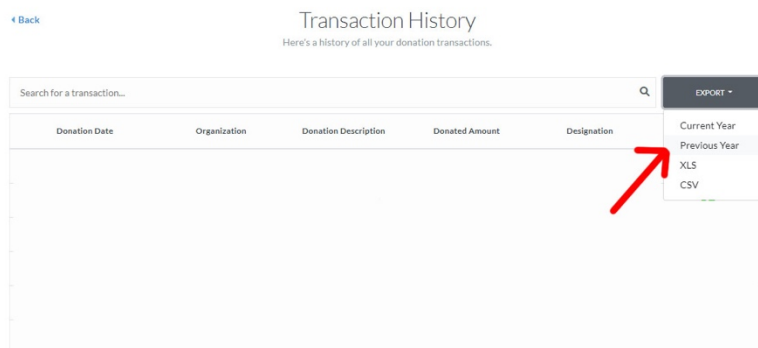 Back
Transaction History
Here's a history of all your donation transactions.
Search for a transaction...
EXPORT
Donation Date Organization Donation Description Donated Amount Designation
Current Year
Previous Year
XLS
CSV